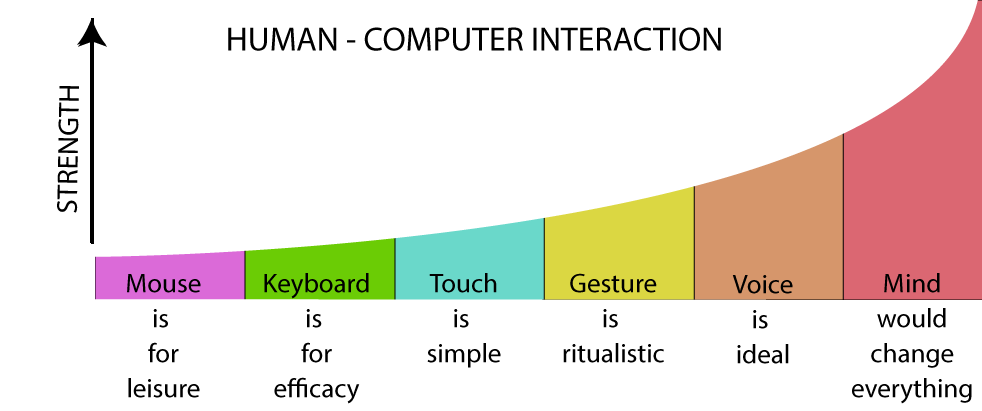 HUMAN - COMPUTER INTERACTION
STRENGTH
Mouse
is
for
leisure
Keyboard
is
for
efficacy
Touch
is
simple
Gesture
is
ritualistic
Voice
is
ideal
Mind
would
change
everything